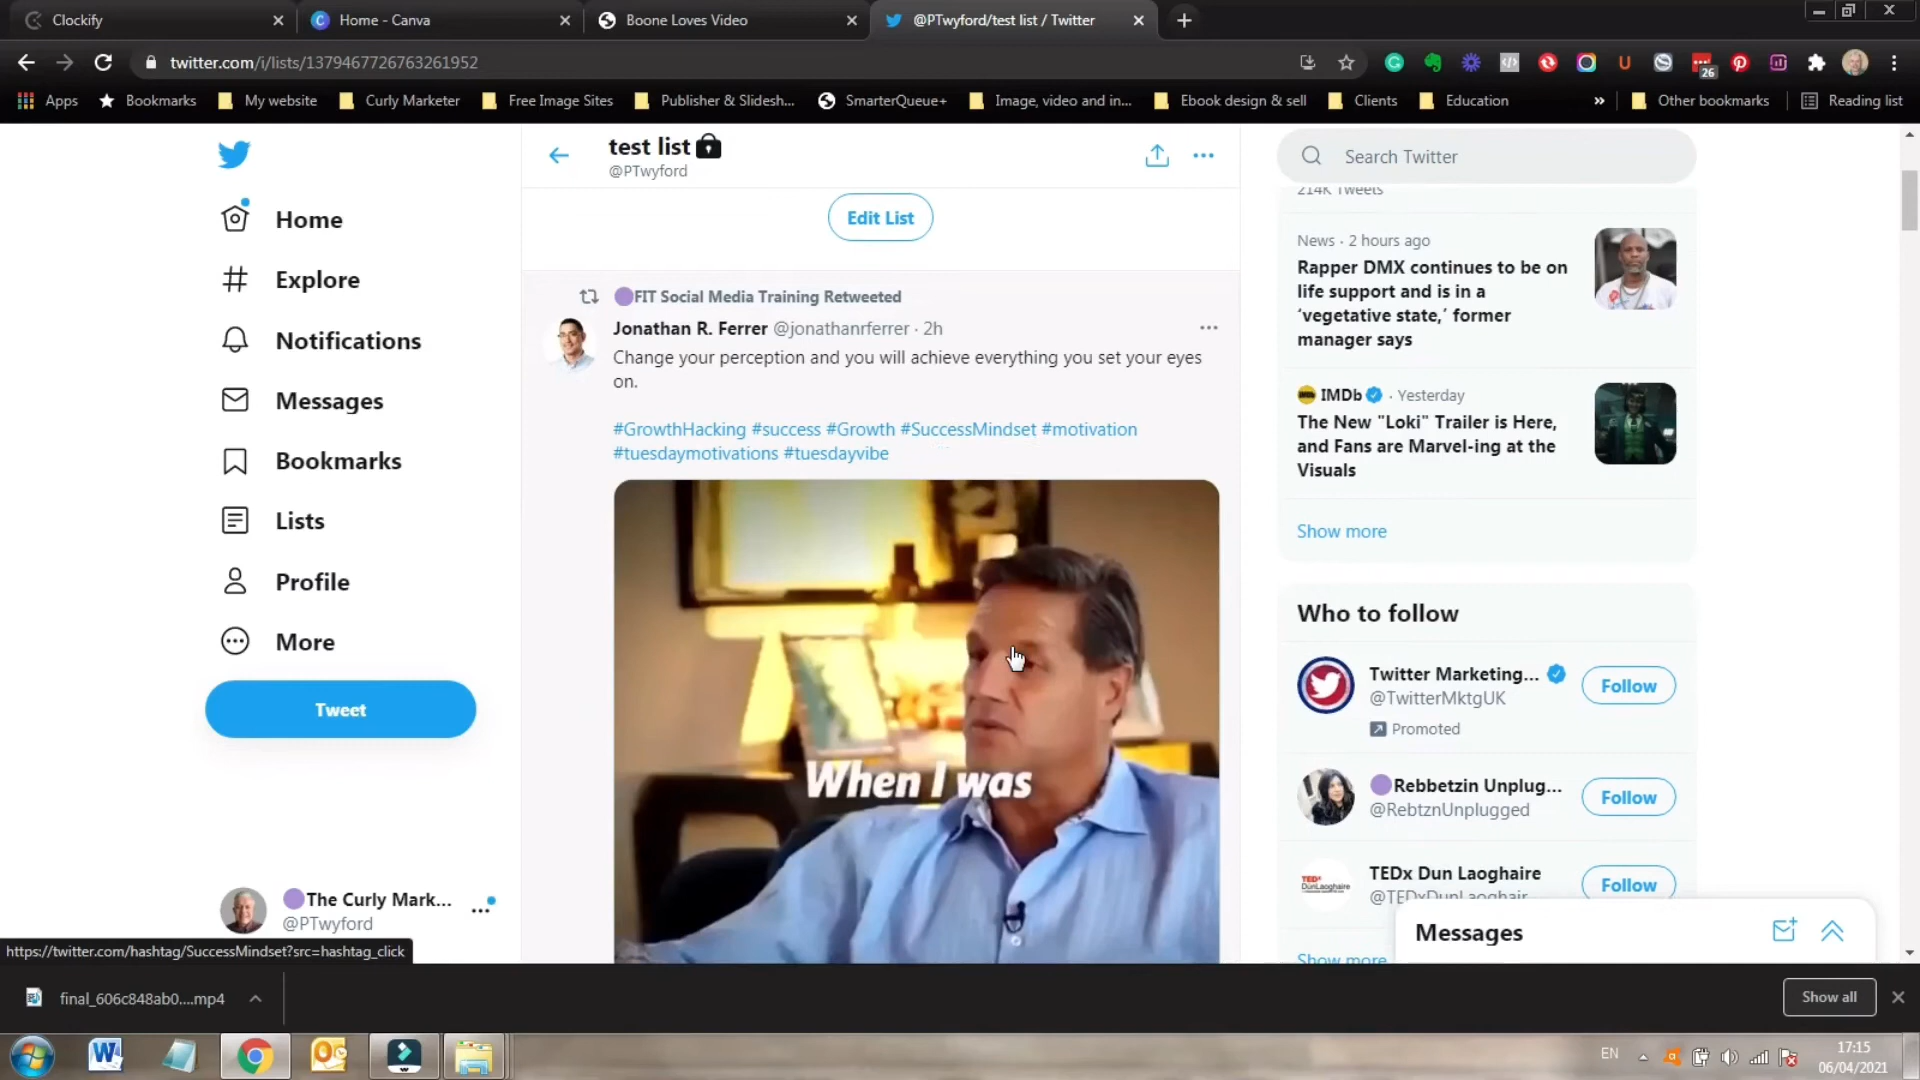 Clockify
Home - Canva
Boone Loves Video
@PTwyford/test list / Twitter
twitter.com/i/lists/1379467726763261952
26
Apps
Bookmarks
My website
Curly Marketer
Free Image Sites
Publisher & Slidesh...
SmarterQueue+
Image, video and in...
Ebook design & sell
Clients
Education
»
Other bookmarks
Reading list
Home
Explore
Notifications
Messages
Bookmarks
Lists
Profile
More
Tweet
The Curly Mark...
@PTwyford
https://twitter.com/hashtag/SuccessMindset?src=hashtag_click
test list
@PTwyford
Edit List
FIT Social Media Training Retweeted
Jonathan R. Ferrer @jonathanrferrer · 2h
Change your perception and you will achieve everything you set your eyes
on.
#GrowthHacking #success #Growth #SuccessMindset #motivation
#tuesdaymotivations #tuesdayvibe
When I was
Search Twitter
214K Tweets
News · 2 hours ago
Rapper DMX continues to be on
life support and is in a
‘vegetative state,’ former
manager says
IMDb · Yesterday
The New "Loki" Trailer is Here,
and Fans are Marvel-ing at the
Visuals
Show more
Who to follow
Twitter Marketing...
@TwitterMktgUK
Promoted
Follow
Rebbetzin Unplug...
@RebtznUnplugged
Follow
TEDx Dun Laoghaire
@TEDxDunLaoghair
Follow
Show more
Messages
final_606c848ab0....mp4
Show all
EN
17:15
06/04/2021